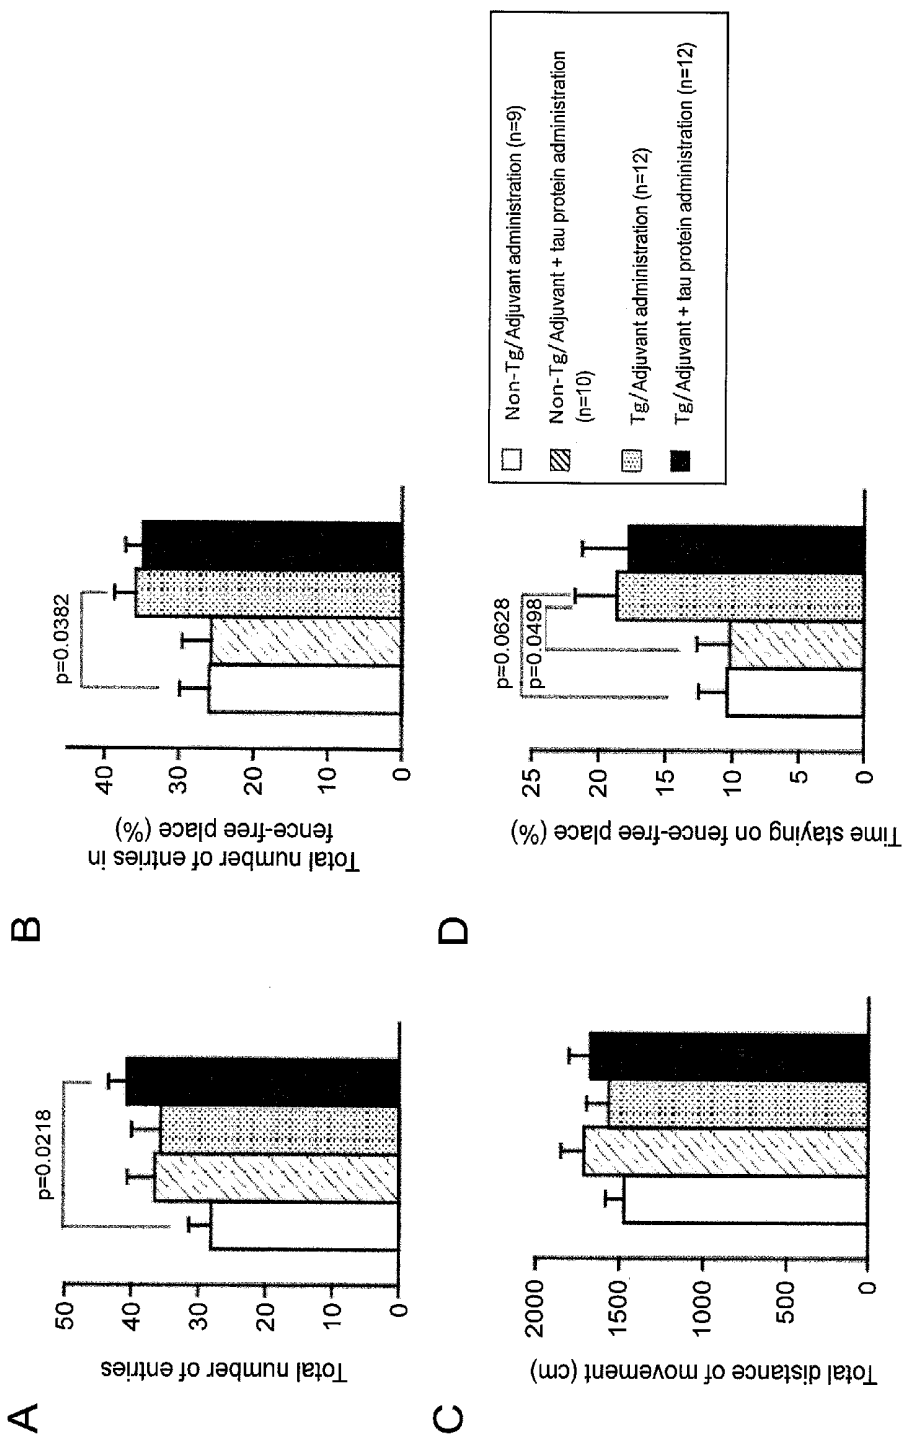 A
Total number of entries
50
40
30
20
10
0
p=0.0218
B
Total number of entries in
fence-free place (%)
40
30
20
10
0
p=0.0382
C
Total distance of movement (cm)
2000
1500
1000
500
0
D
Time staying on fence-free place (%)
25
20
15
10
5
0
p=0.0628
p=0.0498
Non-Tg/Adjuvant administration (n=9)
Non-Tg/Adjuvant + tau protein administration
(n=10)
Tg/Adjuvant administration (n=12)
Tg/Adjuvant + tau protein administration (n=12)